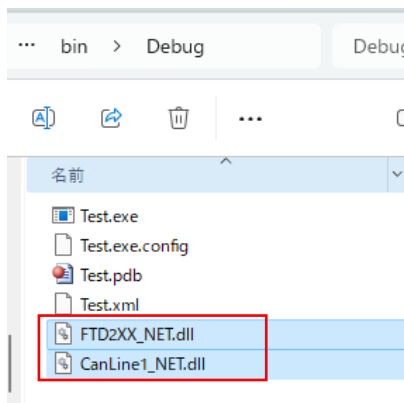 … bin > Debug
Debug
名前
Test.exe
Test.exe.config
Test.pdb
Test.xml
FTD2XX_NET.dll
CanLine1_NET.dll